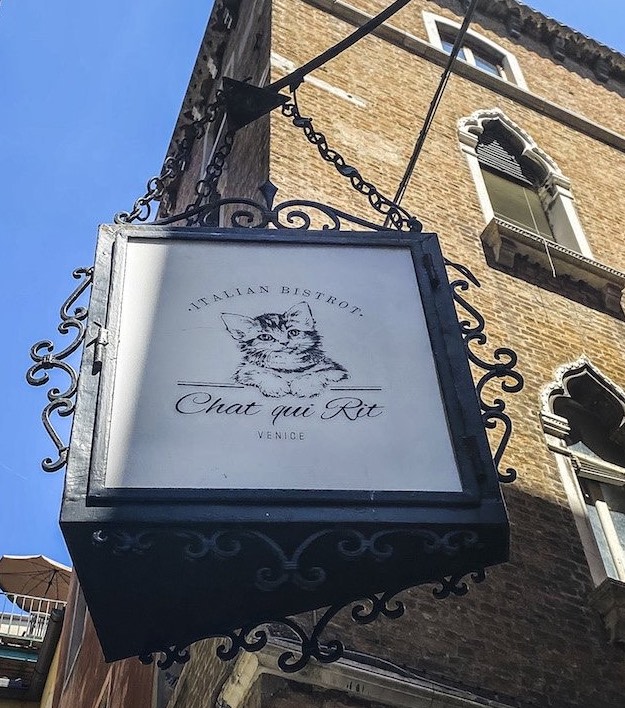 ·ITALIAN BISTROT·
Chat qui Rit
VENICE